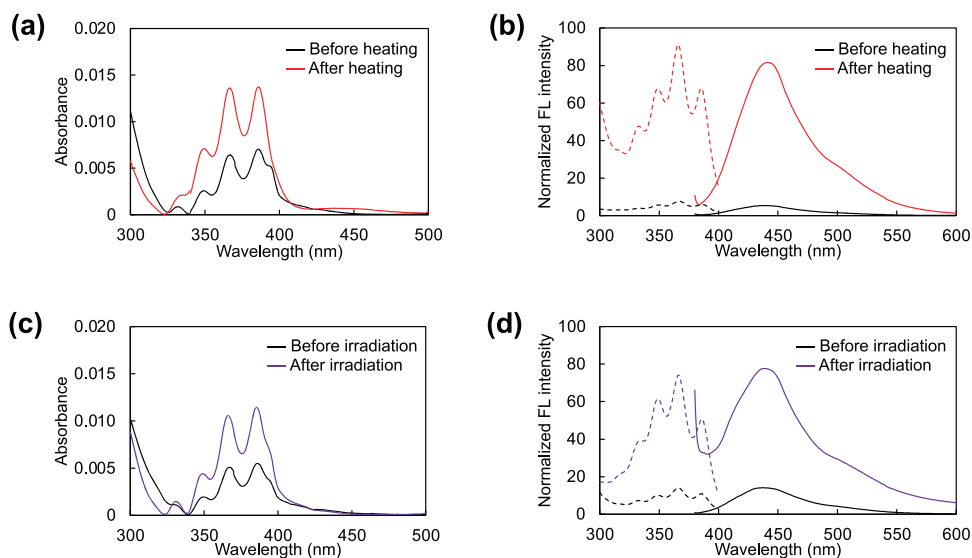 (a)
0.020
0.015
0.010
0.005
0
Absorbance
Before heating
After heating
300 350 400 450 500
Wavelength (nm)
(b)
100
80
60
40
20
0
Normalized FL intensity
Before heating
After heating
300 350 400 450 500 550 600
Wavelength (nm)
(c)
0.020
0.015
0.010
0.005
0
Absorbance
Before irradiation
After irradiation
300 350 400 450 500
Wavelength (nm)
(d)
100
80
60
40
20
0
Normalized FL intensity
Before irradiation
After irradiation
300 350 400 450 500 550 600
Wavelength (nm)